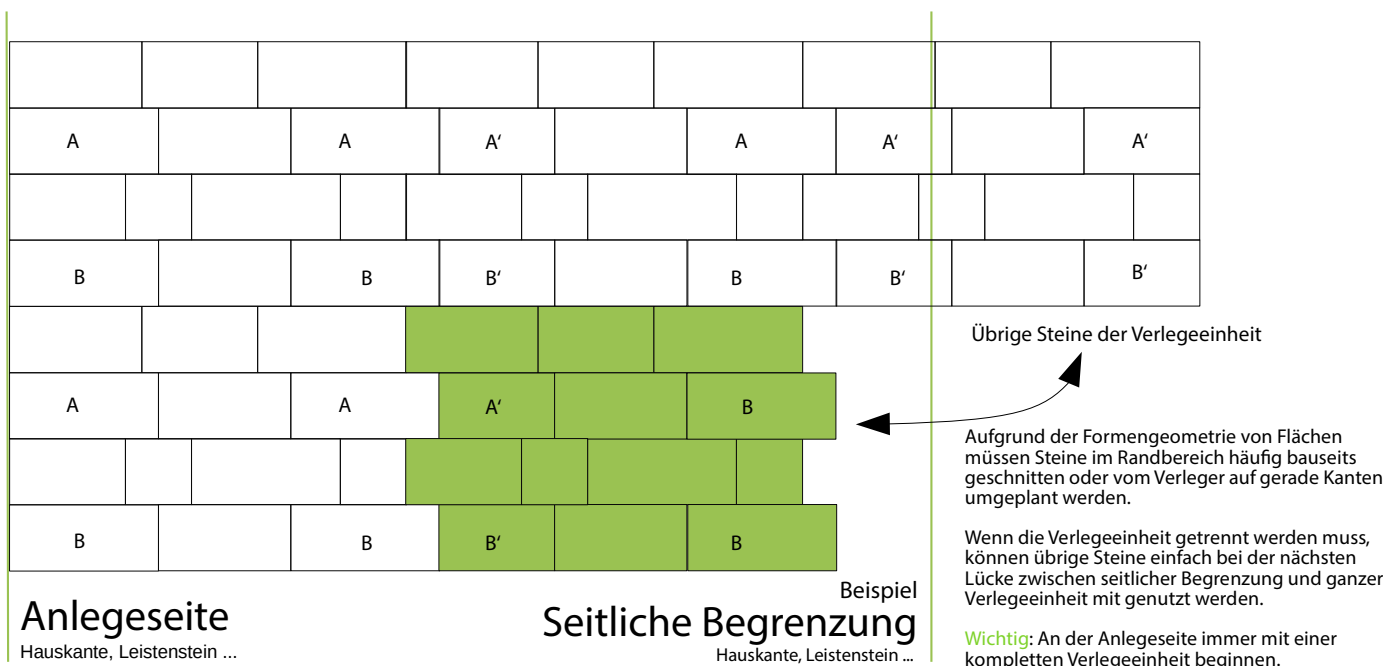 A A A‘ A A‘ A‘
B B B‘ B B‘ B‘
Übrige Steine der Verlegeeinheit
A A A‘ B
Aufgrund der Formengeometrie von Flächen
müssen Steine im Randbereich häufig bauseits
geschnitten oder vom Verleger auf gerade Kanten
umgeplant werden.
B B B‘ B
Wenn die Verlegeeinheit getrennt werden muss,
können übrige Steine einfach bei der nächsten
Lücke zwischen seitlicher Begrenzung und ganzer
Verlegeeinheit mit genutzt werden.
Anlegeseite
Hauskante, Leistenstein ...
Beispiel
Seitliche Begrenzung
Hauskante, Leistenstein ...
Wichtig: An der Anlegeseite immer mit einer
kompletten Verlegeeinheit beginnen.